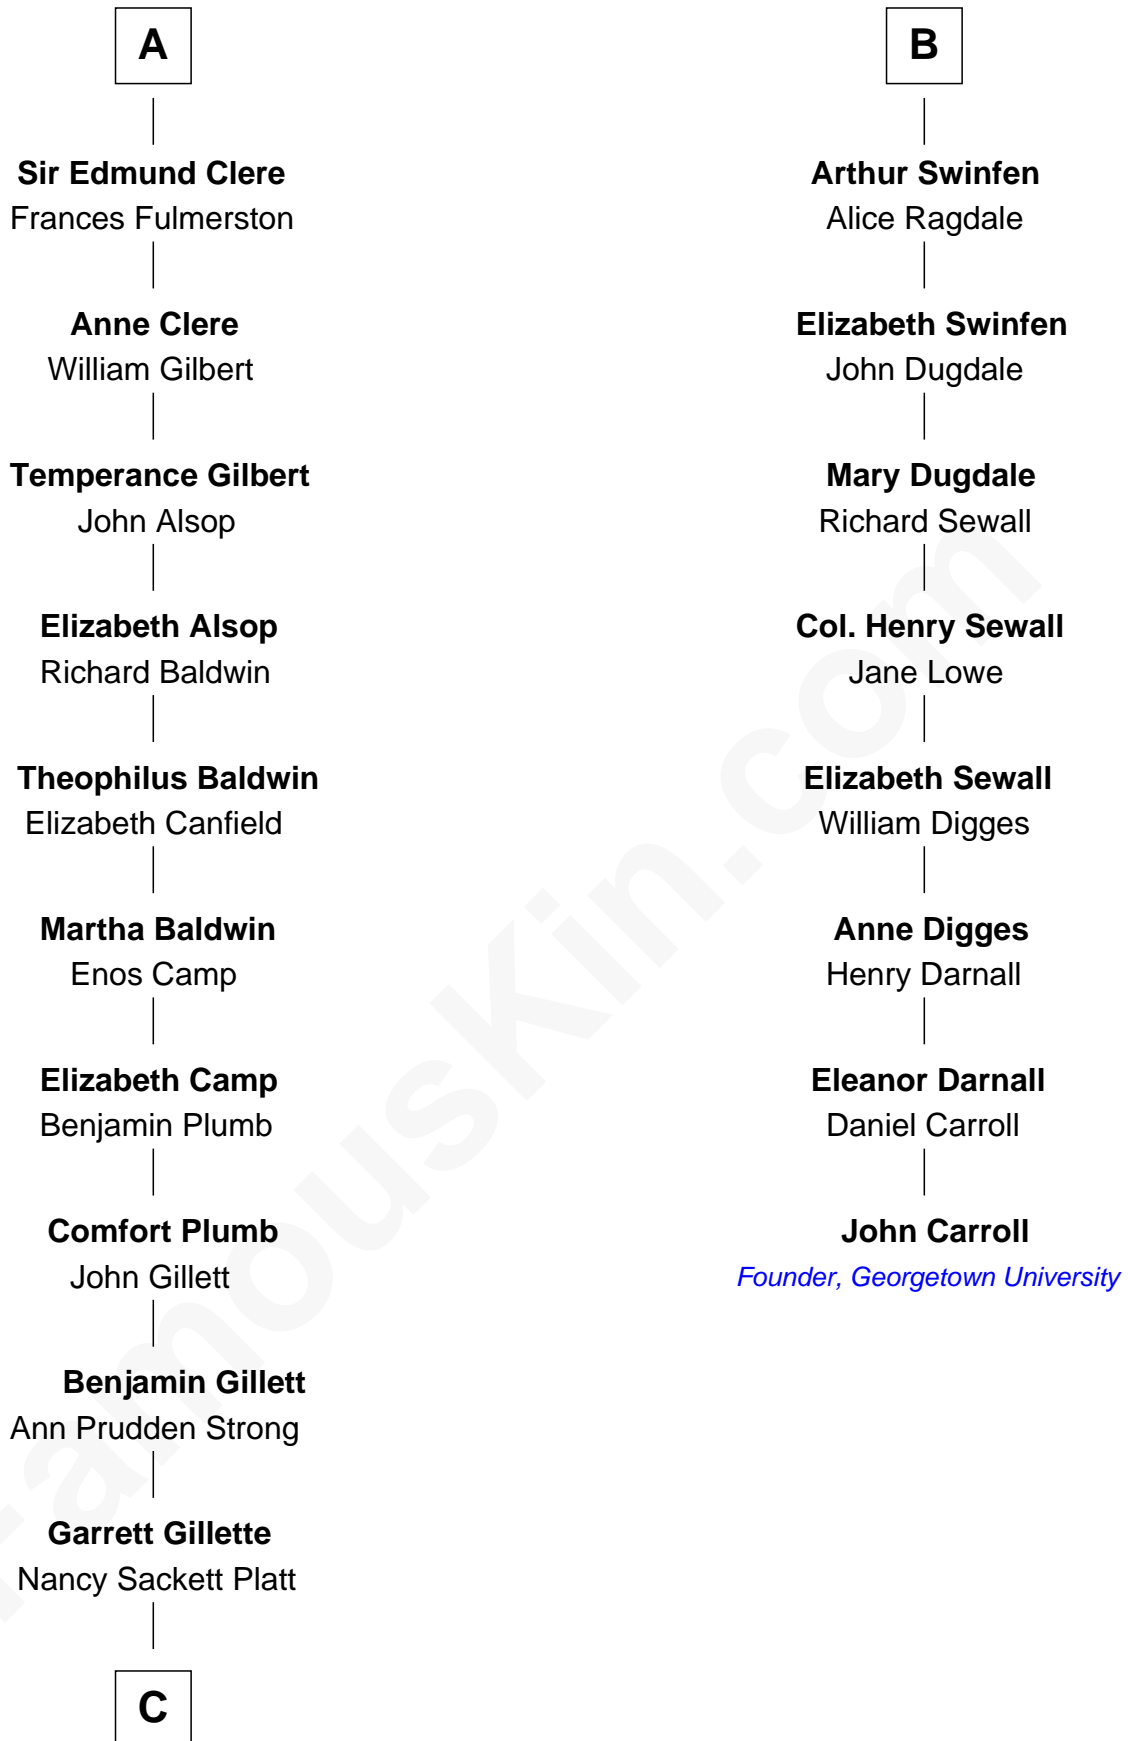 A
Sir Edmund Clere
Frances Fulmerston
Anne Clere
William Gilbert
Temperance Gilbert
John Alsop
Elizabeth Alsop
Richard Baldwin
Theophilus Baldwin
Elizabeth Canfield
Martha Baldwin
Enos Camp
Elizabeth Camp
Benjamin Plumb
Comfort Plumb
John Gillett
Benjamin Gillett
Ann Prudden Strong
Garrett Gillette
Nancy Sackett Platt
C
B
Arthur Swinfen
Alice Ragdale
Elizabeth Swinfen
John Dugdale
Mary Dugdale
Richard Sewall
Col. Henry Sewall
Jane Lowe
Elizabeth Sewall
William Digges
Anne Digges
Henry Darnall
Eleanor Darnall
Daniel Carroll
John Carroll
Founder, Georgetown University
FamousKin.com